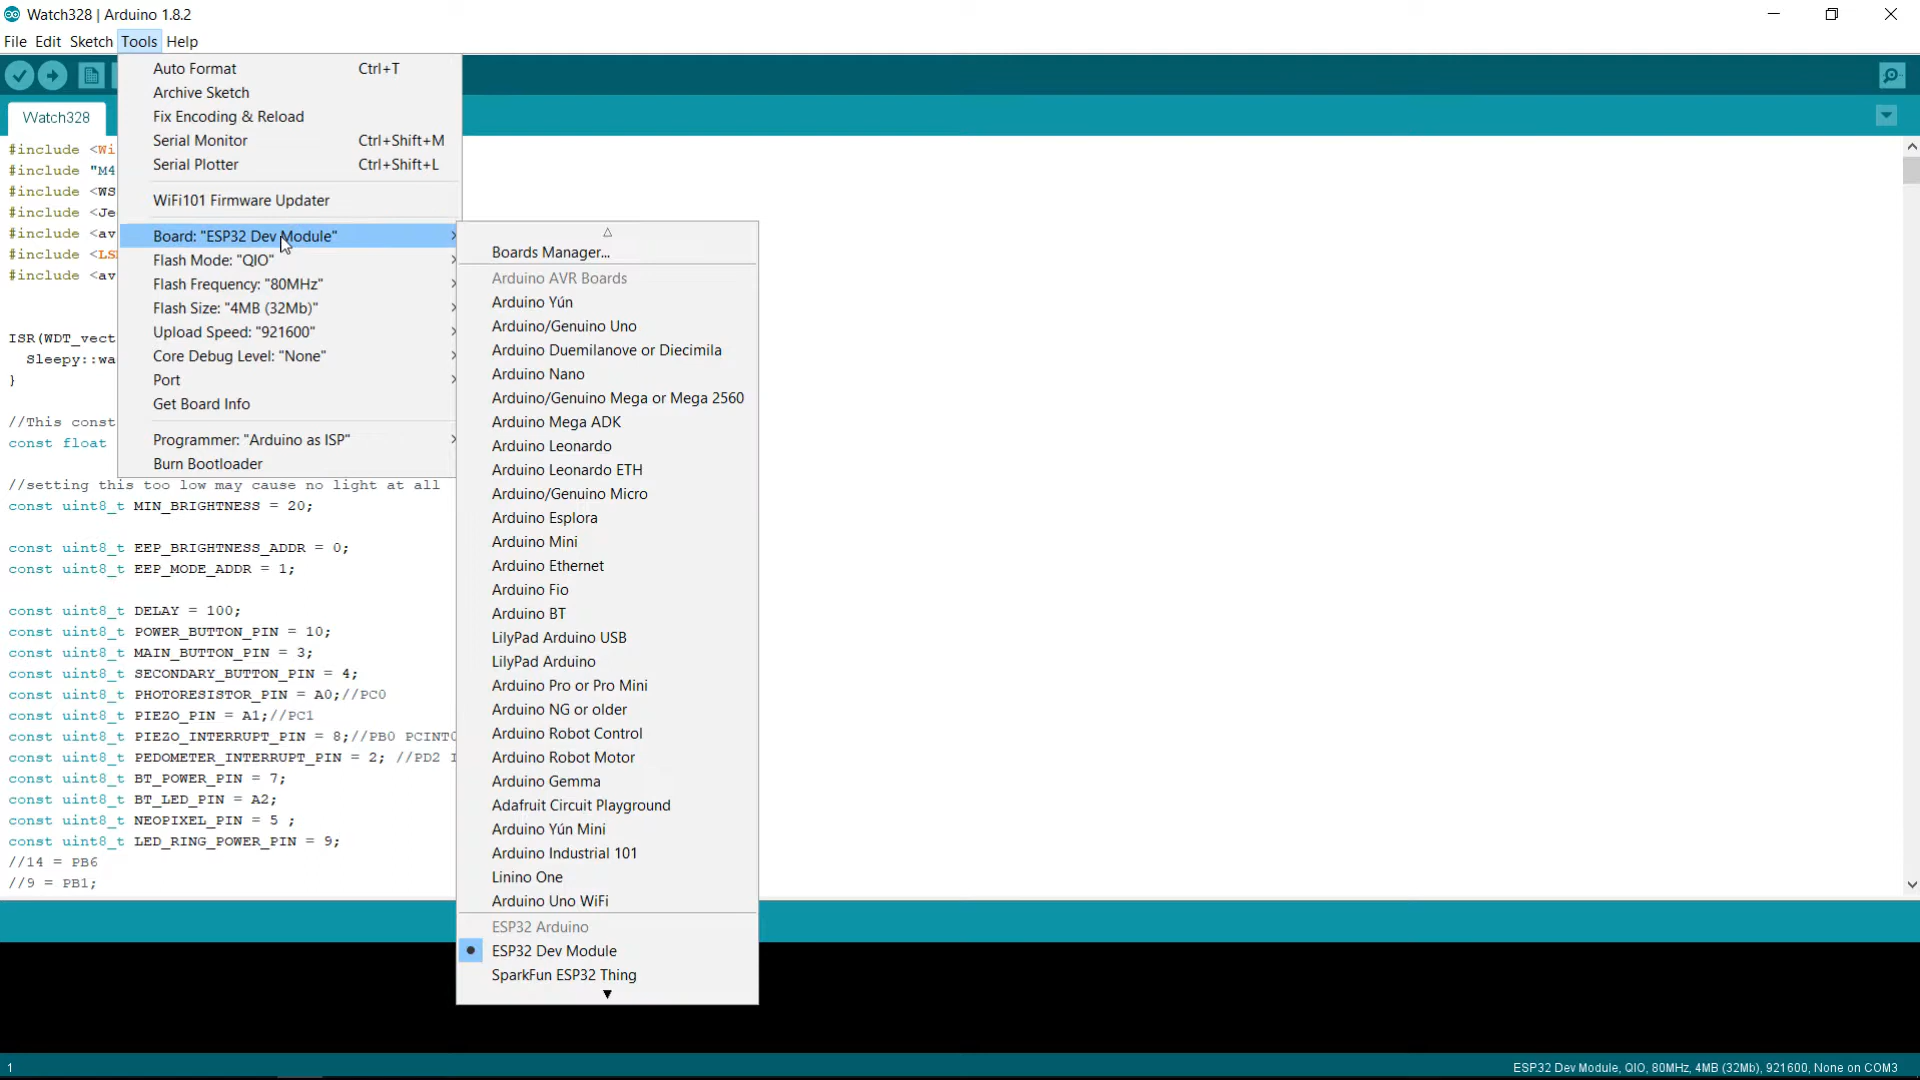 Watch328 | Arduino 1.8.2
File Edit Sketch Tools Help
Auto Format Ctrl+T
Archive Sketch
Fix Encoding & Reload
Serial Monitor Ctrl+Shift+M
Serial Plotter Ctrl+Shift+L
WiFi101 Firmware Updater
Board: "ESP32 Dev Module"
Flash Mode: "QIO"
Flash Frequency: "80MHz"
Flash Size: "4MB (32Mb)"
Upload Speed: "921600"
Core Debug Level: "None"
Port
Get Board Info
Programmer: "Arduino as ISP"
Burn Bootloader
Boards Manager...
Arduino AVR Boards
Arduino Yún
Arduino/Genuino Uno
Arduino Duemilanove or Diecimila
Arduino Nano
Arduino/Genuino Mega or Mega 2560
Arduino Mega ADK
Arduino Leonardo
Arduino Leonardo ETH
Arduino/Genuino Micro
Arduino Esplora
Arduino Mini
Arduino Ethernet
Arduino Fio
Arduino BT
LilyPad Arduino USB
LilyPad Arduino
Arduino Pro or Pro Mini
Arduino NG or older
Arduino Robot Control
Arduino Robot Motor
Arduino Gemma
Adafruit Circuit Playground
Arduino Yún Mini
Arduino Industrial 101
Linino One
Arduino Uno WiFi
ESP32 Arduino
ESP32 Dev Module
SparkFun ESP32 Thing
Watch328
#include <Wi
#include "M4
#include <WS
#include <Je
#include <av
#include <LS
#include <av
ISR(WDT_vect
Sleepy::wa
}
//This const
const float
//setting this too low may cause no light at all
const uint8_t MIN_BRIGHTNESS = 20;
const uint8_t EEP_BRIGHTNESS_ADDR = 0;
const uint8_t EEP_MODE_ADDR = 1;
const uint8_t DELAY = 100;
const uint8_t POWER_BUTTON_PIN = 10;
const uint8_t MAIN_BUTTON_PIN = 3;
const uint8_t SECONDARY_BUTTON_PIN = 4;
const uint8_t PHOTORESISTOR_PIN = A0;//PC0
const uint8_t PIEZO_PIN = A1;//PC1
const uint8_t PIEZO_INTERRUPT_PIN = 8;//PB0 PCINT0
const uint8_t PEDOMETER_INTERRUPT_PIN = 2; //PD2 I
const uint8_t BT_POWER_PIN = 7;
const uint8_t BT_LED_PIN = A2;
const uint8_t NEOPIXEL_PIN = 5 ;
const uint8_t LED_RING_POWER_PIN = 9;
//14 = PB6
//9 = PB1;
1
ESP32 Dev Module, QIO, 80MHz, 4MB (32Mb), 921600, None on COM3